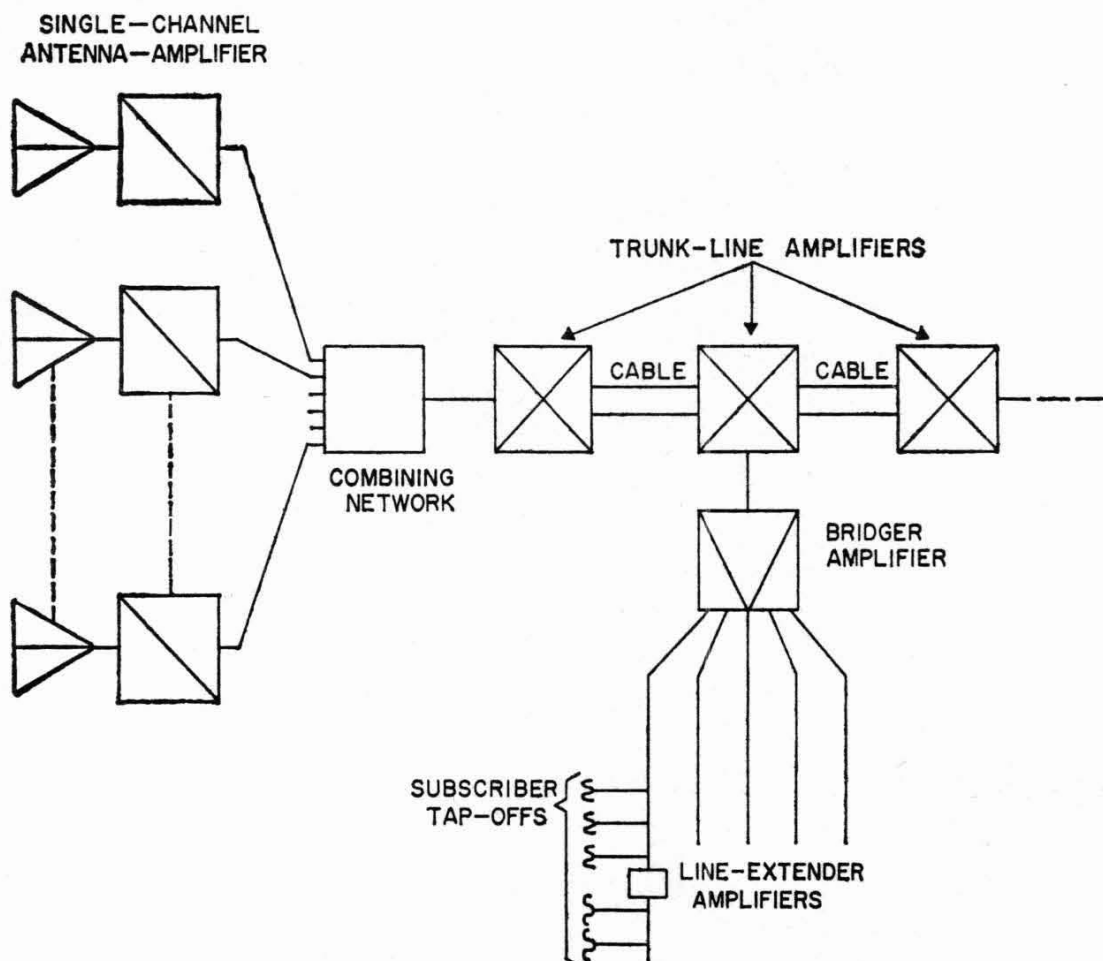 SINGLE-CHANNEL
ANTENNA-AMPLIFIER
TRUNK-LINE AMPLIFIERS
CABLE
CABLE
COMBINING
NETWORK
BRIDGER
AMPLIFIER
SUBSCRIBER
TAP-OFFS
LINE-EXTENDER
AMPLIFIERS